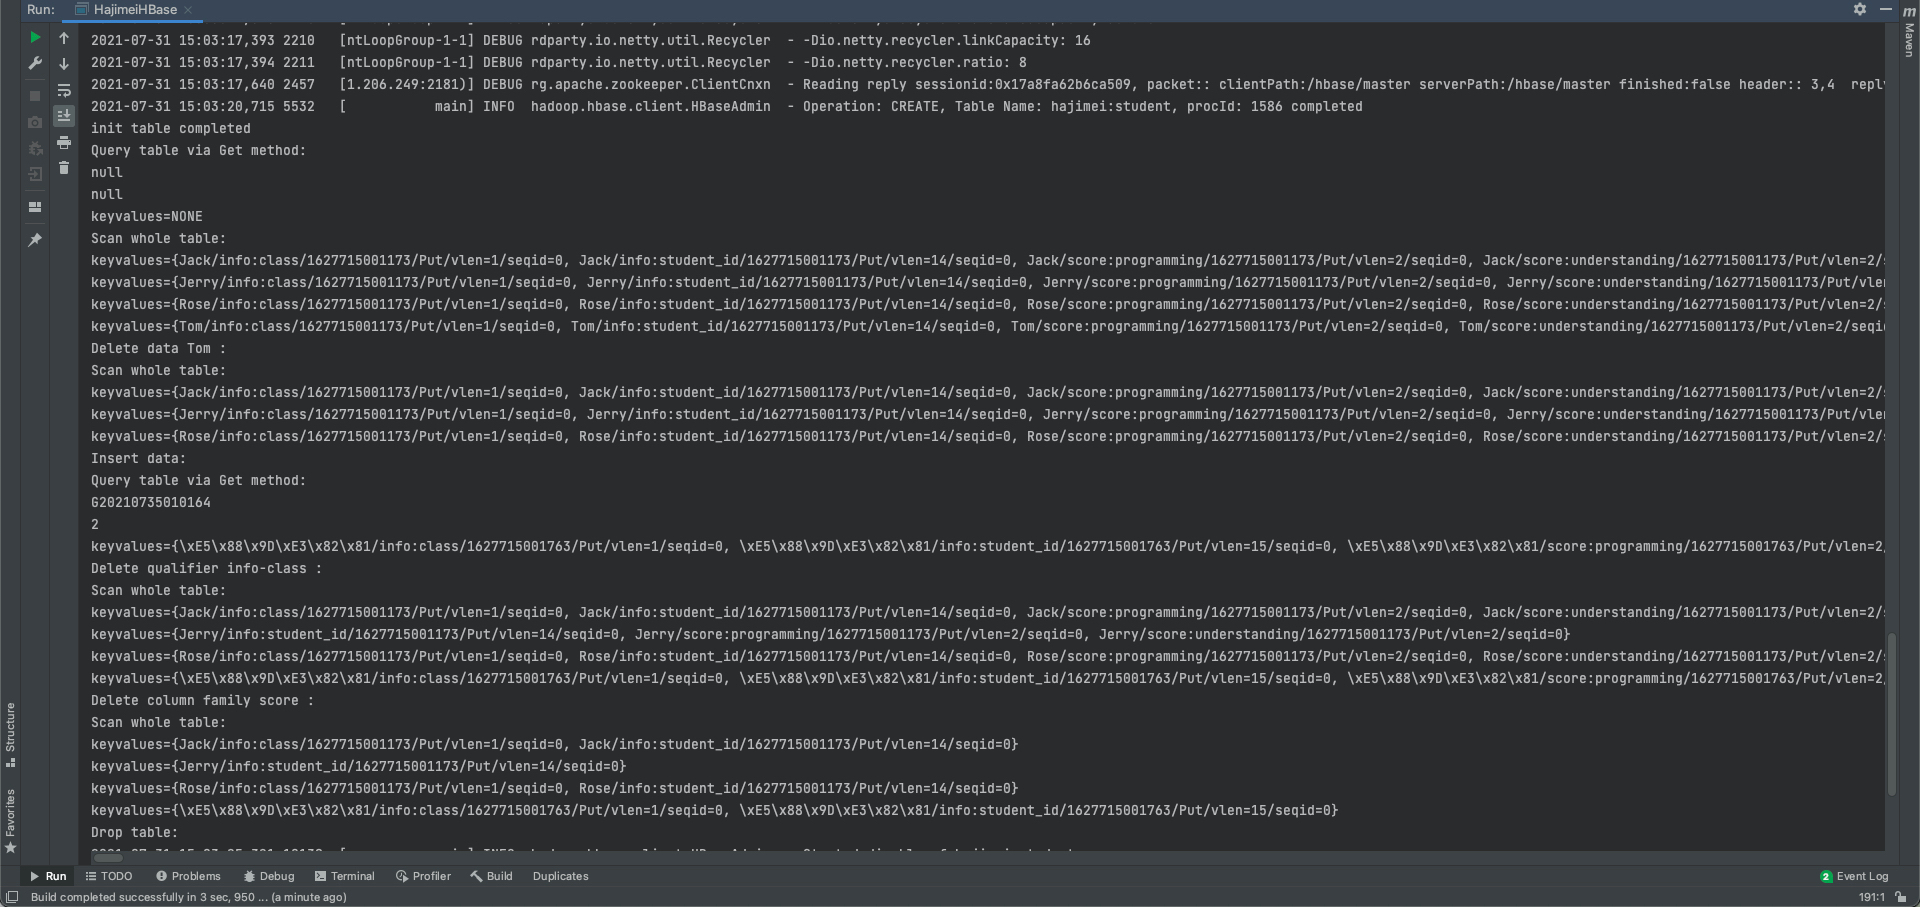 Run: HajimeiHBase
Maven
2021-07-31 15:03:17,393 2210 [ntLoopGroup-1-1] DEBUG rdparty.io.netty.util.Recycler - -Dio.netty.recycler.linkCapacity: 16
2021-07-31 15:03:17,394 2211 [ntLoopGroup-1-1] DEBUG rdparty.io.netty.util.Recycler - -Dio.netty.recycler.ratio: 8
2021-07-31 15:03:17,640 2457 [1.206.249:2181)] DEBUG rg.apache.zookeeper.ClientCnxn - Reading reply sessionid:0x17a8fa62b6ca509, packet:: clientPath:/hbase/master serverPath:/hbase/master finished:false header:: 3,4 reply
2021-07-31 15:03:20,715 5532 [ main] INFO hadoop.hbase.client.HBaseAdmin - Operation: CREATE, Table Name: hajimei:student, procId: 1586 completed
init table completed
Query table via Get method:
null
null
keyvalues=NONE
Scan whole table:
keyvalues={Jack/info:class/1627715001173/Put/vlen=1/seqid=0, Jack/info:student_id/1627715001173/Put/vlen=14/seqid=0, Jack/score:programming/1627715001173/Put/vlen=2/seqid=0, Jack/score:understanding/1627715001173/Put/vlen=2/s
keyvalues={Jerry/info:class/1627715001173/Put/vlen=1/seqid=0, Jerry/info:student_id/1627715001173/Put/vlen=14/seqid=0, Jerry/score:programming/1627715001173/Put/vlen=2/seqid=0, Jerry/score:understanding/1627715001173/Put/vlen
keyvalues={Rose/info:class/1627715001173/Put/vlen=1/seqid=0, Rose/info:student_id/1627715001173/Put/vlen=14/seqid=0, Rose/score:programming/1627715001173/Put/vlen=2/seqid=0, Rose/score:understanding/1627715001173/Put/vlen=2/s
keyvalues={Tom/info:class/1627715001173/Put/vlen=1/seqid=0, Tom/info:student_id/1627715001173/Put/vlen=14/seqid=0, Tom/score:programming/1627715001173/Put/vlen=2/seqid=0, Tom/score:understanding/1627715001173/Put/vlen=2/seqi
Delete data Tom :
Scan whole table:
keyvalues={Jack/info:class/1627715001173/Put/vlen=1/seqid=0, Jack/info:student_id/1627715001173/Put/vlen=14/seqid=0, Jack/score:programming/1627715001173/Put/vlen=2/seqid=0, Jack/score:understanding/1627715001173/Put/vlen=2/s
keyvalues={Jerry/info:class/1627715001173/Put/vlen=1/seqid=0, Jerry/info:student_id/1627715001173/Put/vlen=14/seqid=0, Jerry/score:programming/1627715001173/Put/vlen=2/seqid=0, Jerry/score:understanding/1627715001173/Put/vlen
keyvalues={Rose/info:class/1627715001173/Put/vlen=1/seqid=0, Rose/info:student_id/1627715001173/Put/vlen=14/seqid=0, Rose/score:programming/1627715001173/Put/vlen=2/seqid=0, Rose/score:understanding/1627715001173/Put/vlen=2/s
Insert data:
Query table via Get method:
G20210735010164
2
keyvalues={\xE5\x88\x9D\xE3\x82\x81/info:class/1627715001763/Put/vlen=1/seqid=0, \xE5\x88\x9D\xE3\x82\x81/info:student_id/1627715001763/Put/vlen=15/seqid=0, \xE5\x88\x9D\xE3\x82\x81/score:programming/1627715001763/Put/vlen=2,
Delete qualifier info-class :
Scan whole table:
keyvalues={Jack/info:class/1627715001173/Put/vlen=1/seqid=0, Jack/info:student_id/1627715001173/Put/vlen=14/seqid=0, Jack/score:programming/1627715001173/Put/vlen=2/seqid=0, Jack/score:understanding/1627715001173/Put/vlen=2/s
keyvalues={Jerry/info:student_id/1627715001173/Put/vlen=14/seqid=0, Jerry/score:programming/1627715001173/Put/vlen=2/seqid=0, Jerry/score:understanding/1627715001173/Put/vlen=2/seqid=0}
keyvalues={Rose/info:class/1627715001173/Put/vlen=1/seqid=0, Rose/info:student_id/1627715001173/Put/vlen=14/seqid=0, Rose/score:programming/1627715001173/Put/vlen=2/seqid=0, Rose/score:understanding/1627715001173/Put/vlen=2/s
keyvalues={\xE5\x88\x9D\xE3\x82\x81/info:class/1627715001763/Put/vlen=1/seqid=0, \xE5\x88\x9D\xE3\x82\x81/info:student_id/1627715001763/Put/vlen=15/seqid=0, \xE5\x88\x9D\xE3\x82\x81/score:programming/1627715001763/Put/vlen=2,
Delete column family score :
Scan whole table:
keyvalues={Jack/info:class/1627715001173/Put/vlen=1/seqid=0, Jack/info:student_id/1627715001173/Put/vlen=14/seqid=0}
keyvalues={Jerry/info:student_id/1627715001173/Put/vlen=14/seqid=0}
keyvalues={Rose/info:class/1627715001173/Put/vlen=1/seqid=0, Rose/info:student_id/1627715001173/Put/vlen=14/seqid=0}
keyvalues={\xE5\x88\x9D\xE3\x82\x81/info:class/1627715001763/Put/vlen=1/seqid=0, \xE5\x88\x9D\xE3\x82\x81/info:student_id/1627715001763/Put/vlen=15/seqid=0}
Drop table:
Structure
Favorites
Run TODO Problems Debug Terminal Profiler Build Duplicates 2 Event Log
Build completed successfully in 3 sec, 950 ... (a minute ago) 191:1